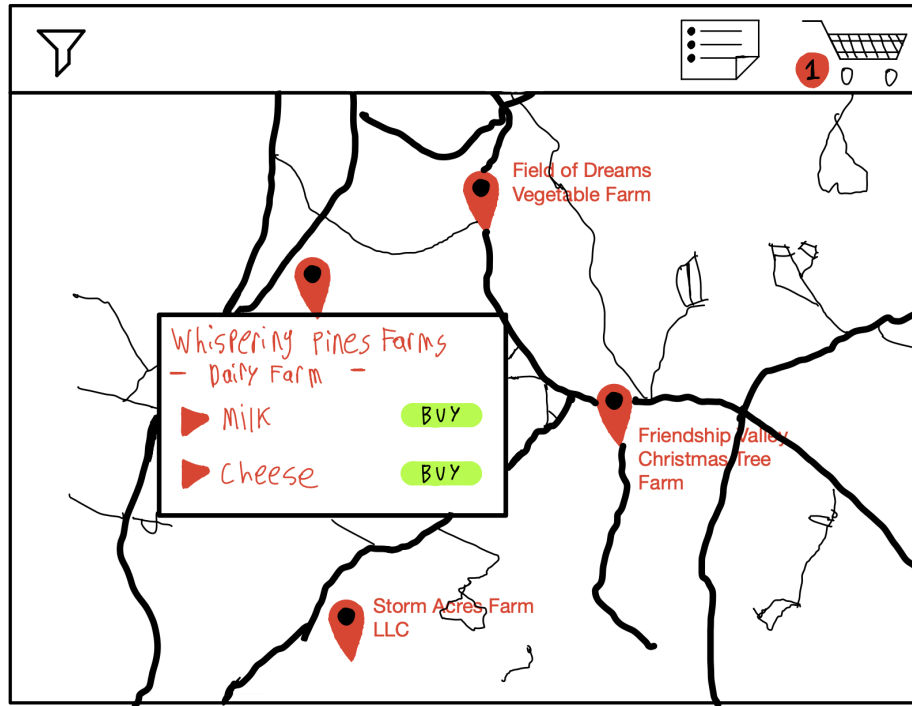 1
Field of Dreams
Vegetable Farm
Whispering Pines Farms
- Dairy Farm -
Milk
BUY
Cheese
BUY
Friendship Valley
Christmas Tree
Farm
Storm Acres Farm
LLC